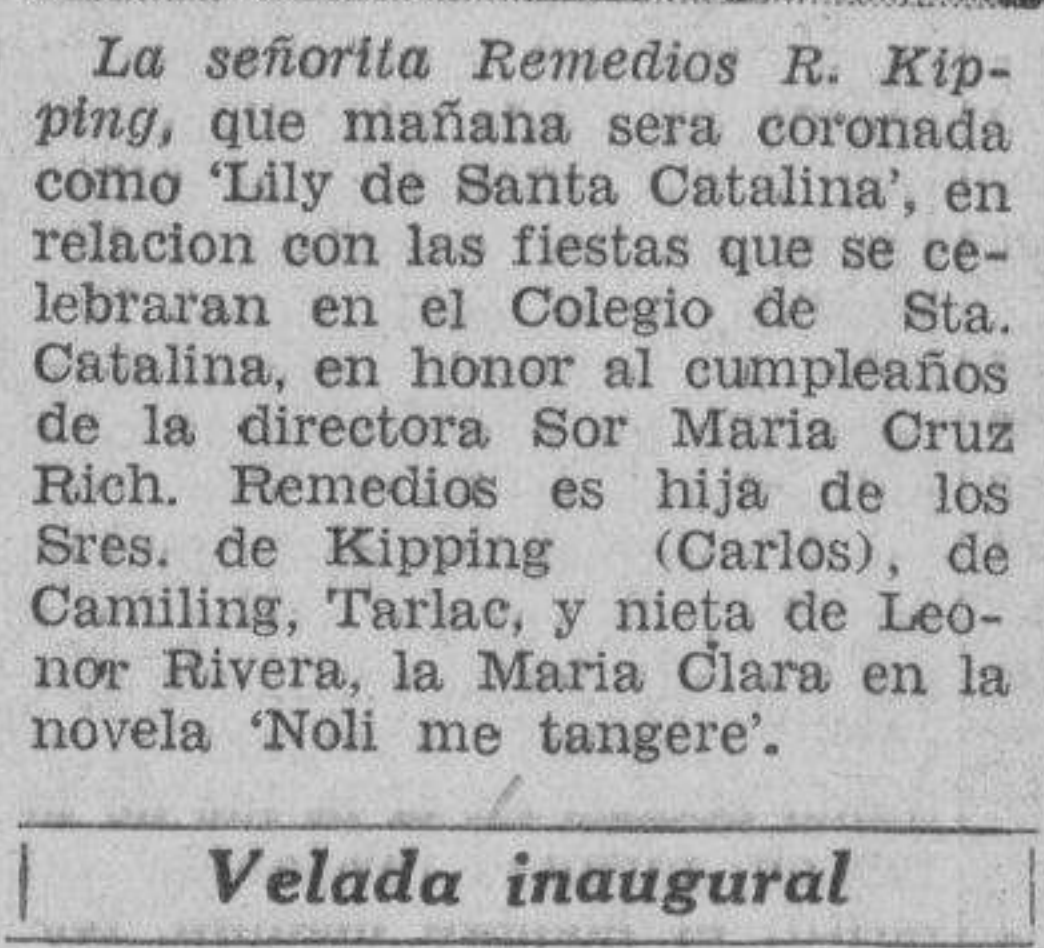 La señorita Remedios R. Kip-
ping, que mañana sera coronada
como ‘Lily de Santa Catalina’, en
relacion con las fiestas que se ce-
lebraran en el Colegio de Sta.
Catalina, en honor al cumpleaños
de la directora Sor Maria Cruz
Rich. Remedios es hija de los
Sres. de Kipping (Carlos), de
Camiling, Tarlac, y nieta de Leo-
nor Rivera, la Maria Clara en la
novela ‘Noli me tangere’.
Velada inaugural